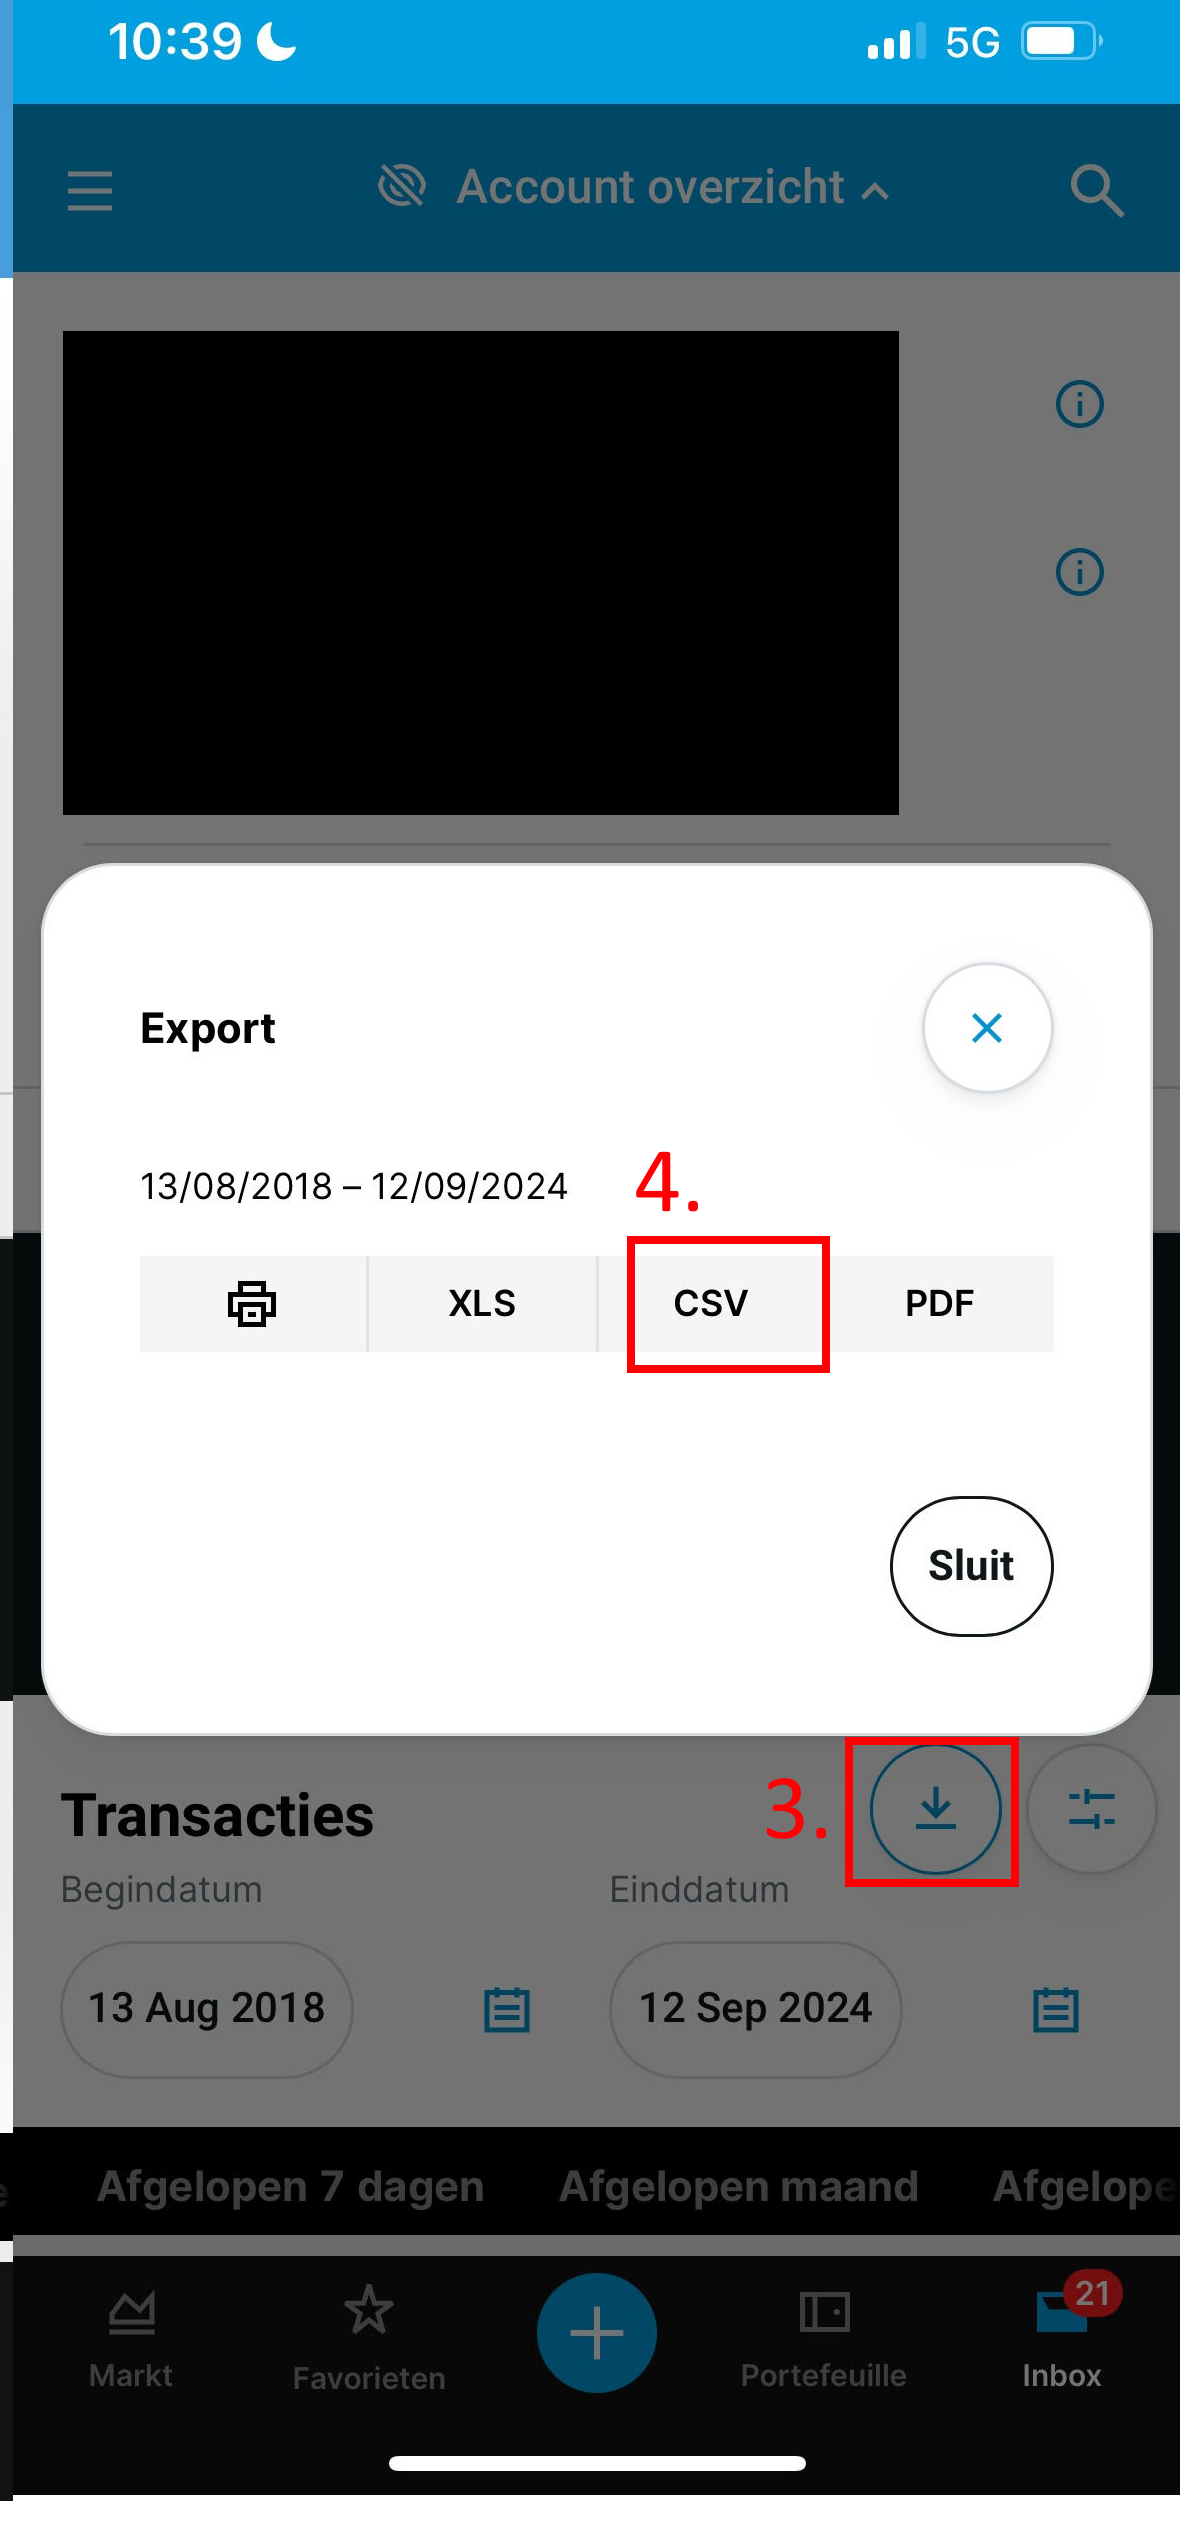 10:39
5G
Account overzicht
Export
13/08/2018 – 12/09/2024
4.
XLS
CSV
PDF
Sluit
3.
Transacties
Begindatum
Einddatum
13 Aug 2018
12 Sep 2024
Afgelopen 7 dagen
Afgelopen maand
Afgelope
21
Markt
Favorieten
Portefeuille
Inbox